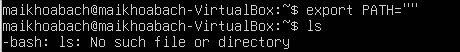 maikhoabach@maikhoabach-VirtualBox:~$ export PATH=""
maikhoabach@maikhoabach-VirtualBox:~$ ls
-bash: ls: No such file or directory